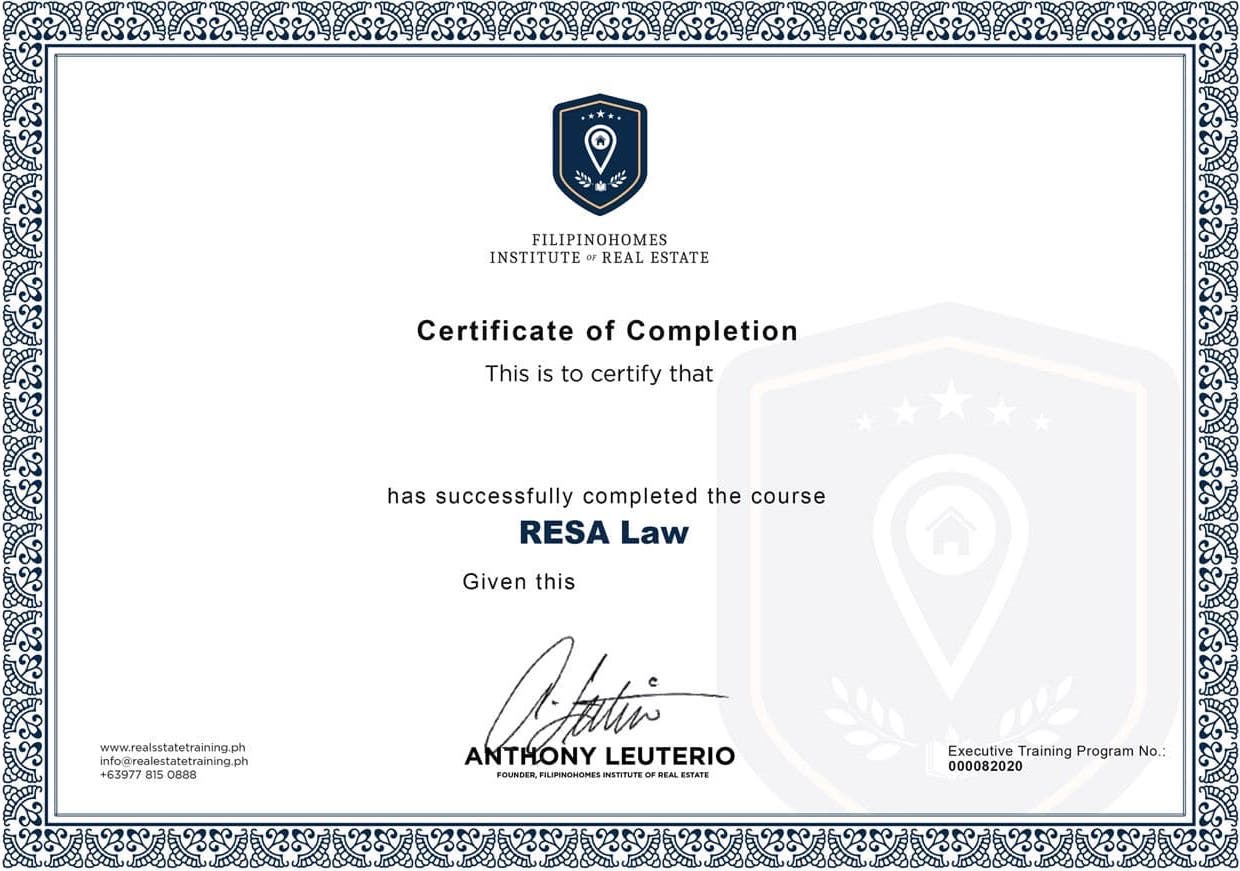 FILIPINOHOMES
INSTITUTE OF REAL ESTATE
Certificate of Completion
This is to certify that
has successfully completed the course
RESA Law
Given this
ANTHONY LEUTERIO
FOUNDER, FILIPINOHOMES INSTITUTE OF REAL ESTATE
www.realsstatetraining.ph
info@realestatetraining.ph
+63977 815 0888
Executive Training Program No.:
000082020